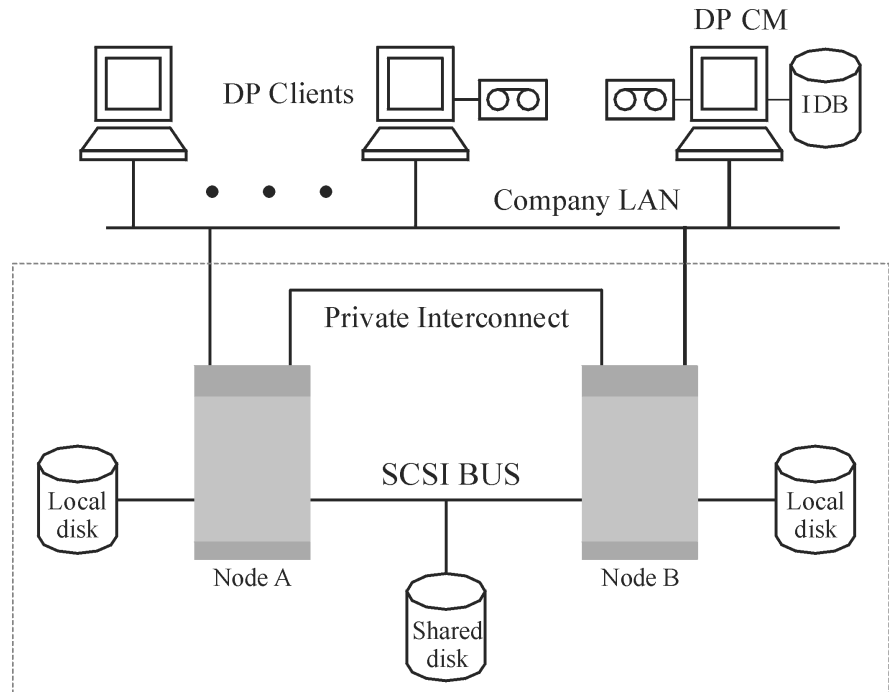 DP CM
DP Clients
IDB
Company LAN
Private Interconnect
SCSI BUS
Local
disk
Local
disk
Node A
Node B
Shared
disk